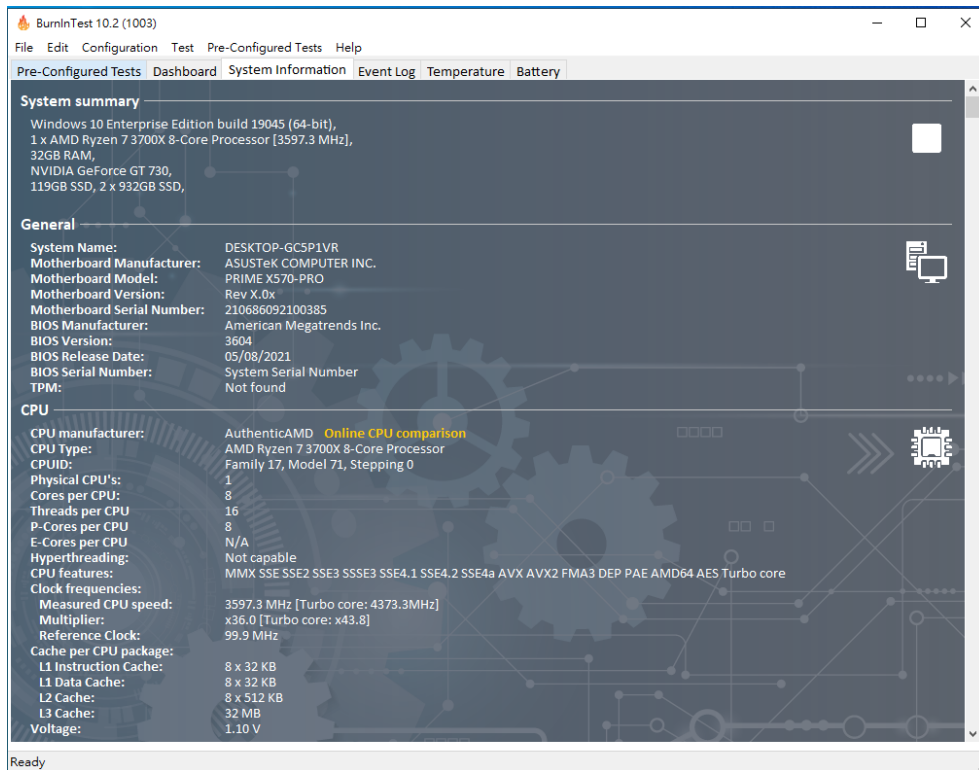 BurnInTest 10.2 (1003)
File Edit Configuration Test Pre-Configured Tests Help
Pre-Configured Tests Dashboard System Information Event Log Temperature Battery
System summary
Windows 10 Enterprise Edition build 19045 (64-bit),
1 x AMD Ryzen 7 3700X 8-Core Processor [3597.3 MHz],
32GB RAM,
NVIDIA GeForce GT 730,
119GB SSD, 2 x 932GB SSD,
General
System Name: DESKTOP-GC5P1VR
Motherboard Manufacturer: ASUSTeK COMPUTER INC.
Motherboard Model: PRIME X570-PRO
Motherboard Version: Rev X.0x
Motherboard Serial Number: 210686092100385
BIOS Manufacturer: American Megatrends Inc.
BIOS Version: 3604
BIOS Release Date: 05/08/2021
BIOS Serial Number: System Serial Number
TPM: Not found
CPU
CPU manufacturer: AuthenticAMD Online CPU comparison
CPU Type: AMD Ryzen 7 3700X 8-Core Processor
CPUID: Family 17, Model 71, Stepping 0
Physical CPU's: 1
Cores per CPU: 8
Threads per CPU 16
P-Cores per CPU 8
E-Cores per CPU N/A
Hyperthreading: Not capable
CPU features: MMX SSE SSE2 SSE3 SSSE3 SSE4.1 SSE4.2 SSE4a AVX AVX2 FMA3 DEP PAE AMD64 AES Turbo core
Clock frequencies:
Measured CPU speed: 3597.3 MHz [Turbo core: 4373.3MHz]
Multiplier: x36.0 [Turbo core: x43.8]
Reference Clock: 99.9 MHz
Cache per CPU package:
L1 Instruction Cache: 8 x 32 KB
L1 Data Cache: 8 x 32 KB
L2 Cache: 8 x 512 KB
L3 Cache: 32 MB
Voltage: 1.10 V
Ready